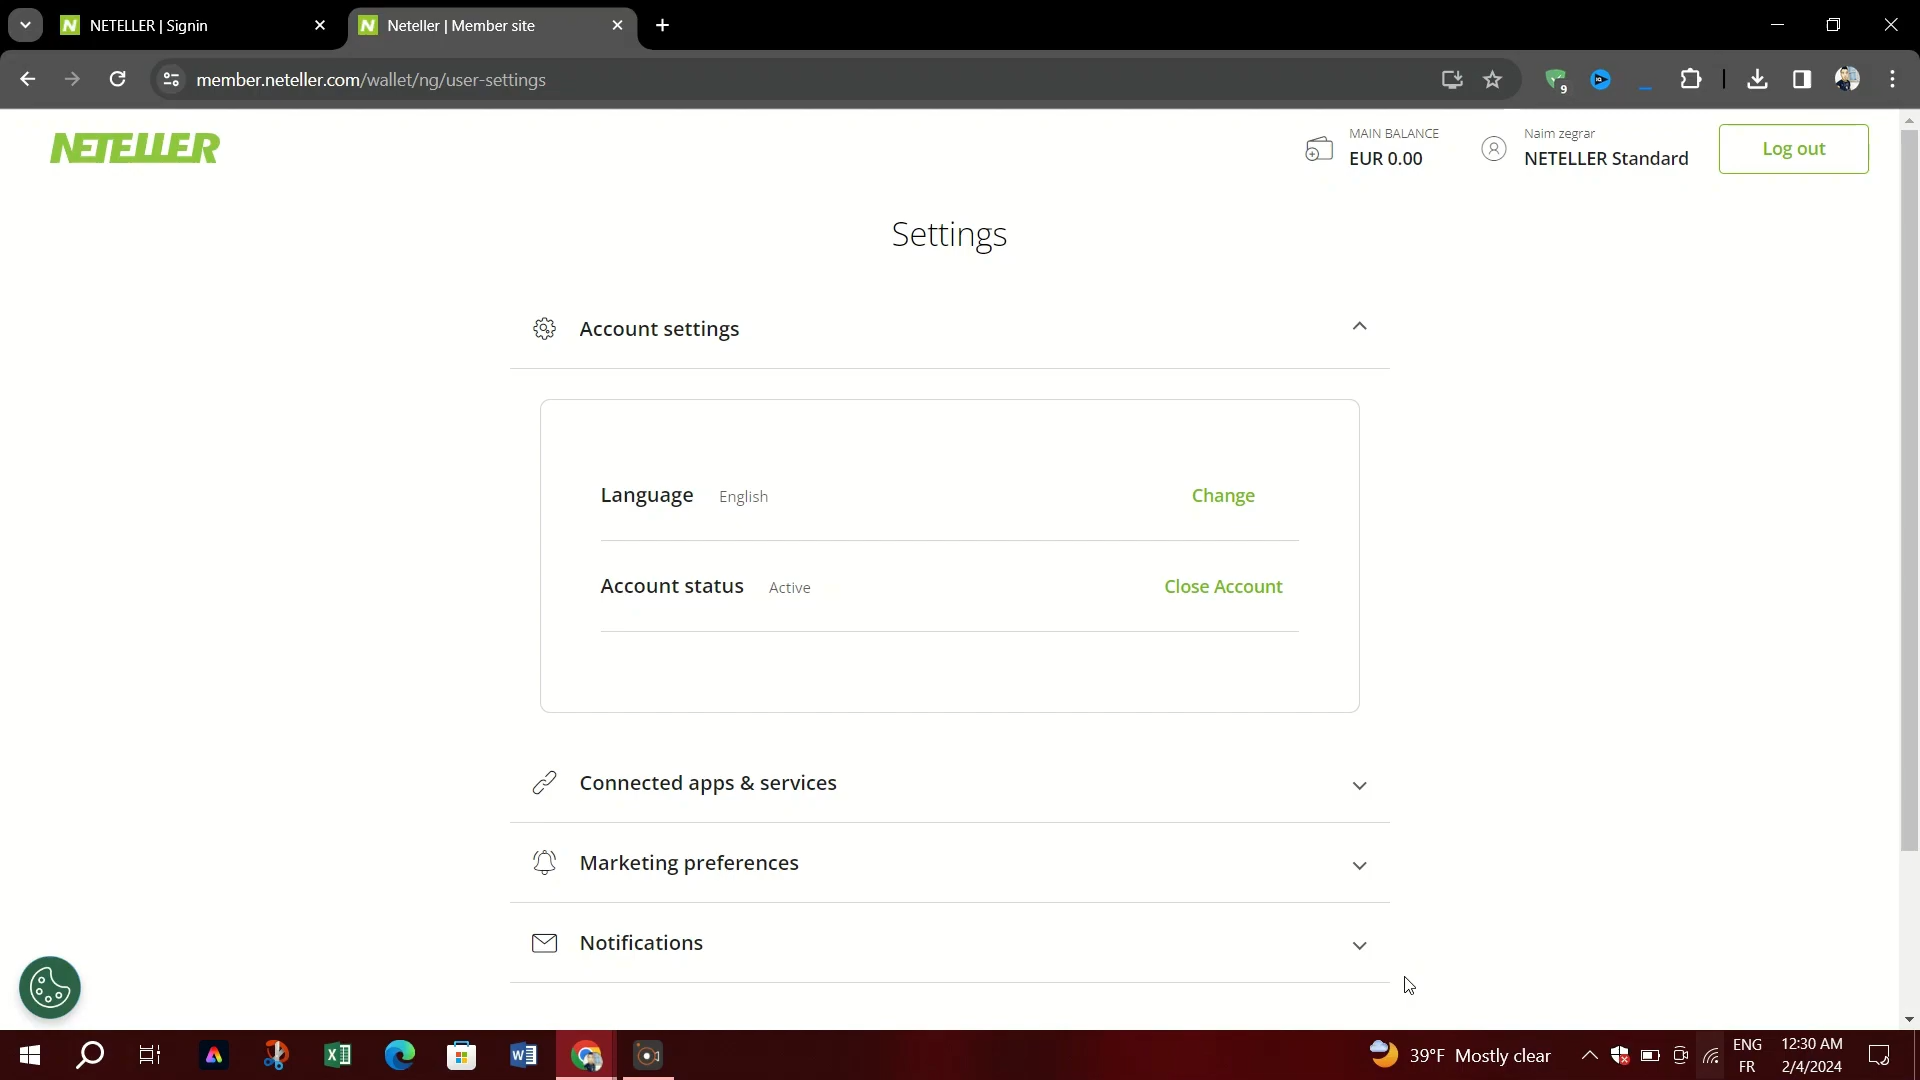 NETELLER | Signin
Neteller | Member site
member.neteller.com/wallet/ng/user-settings
9
NETELLER
MAIN BALANCE
EUR 0.00
Naim zegrar
NETELLER Standard
Log out
Settings
Account settings
Language English Change
Account status Active Close Account
Connected apps & services
Marketing preferences
Notifications
39°F Mostly clear
ENG
FR
12:30 AM
2/4/2024